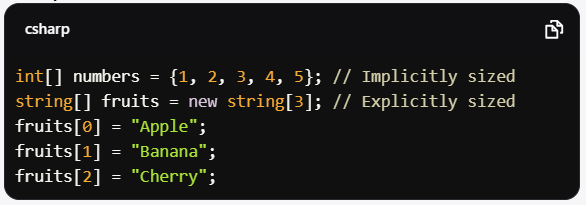 csharp
int[] numbers = {1, 2, 3, 4, 5}; // Implicitly sized
string[] fruits = new string[3]; // Explicitly sized
fruits[0] = "Apple";
fruits[1] = "Banana";
fruits[2] = "Cherry";